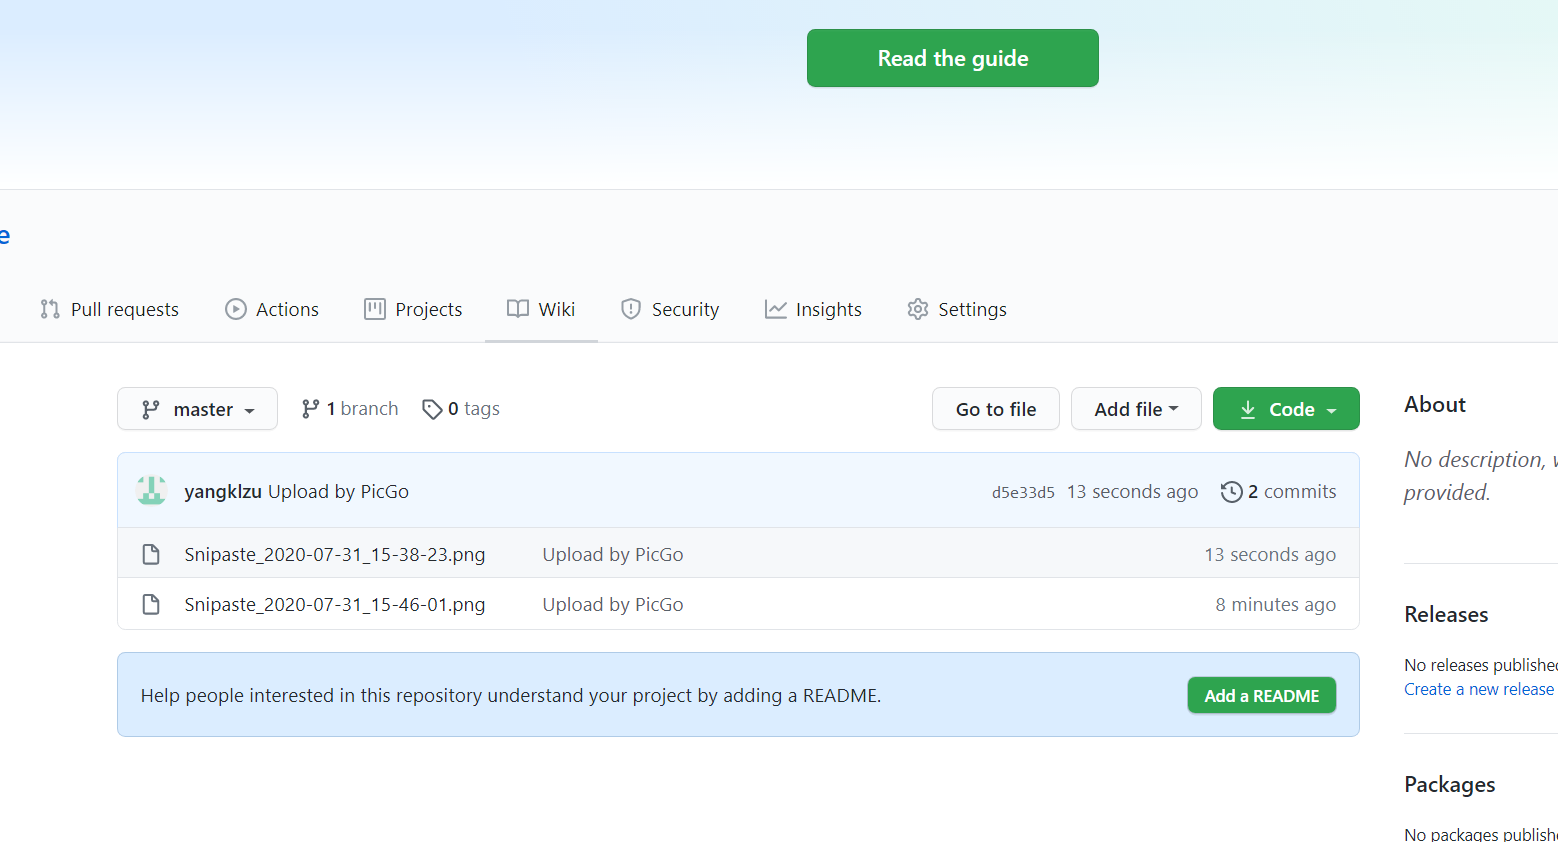 Read the guide
e
Pull requests Actions Projects Wiki Security Insights Settings
master 1 branch 0 tags Go to file Add file Code
yangklzu Upload by PicGo d5e33d5 13 seconds ago 2 commits
Snipaste_2020-07-31_15-38-23.png Upload by PicGo 13 seconds ago
Snipaste_2020-07-31_15-46-01.png Upload by PicGo 8 minutes ago
Help people interested in this repository understand your project by adding a README. Add a README
About
No description, w
provided.
Releases
No releases published
Create a new release
Packages
No packages publishe